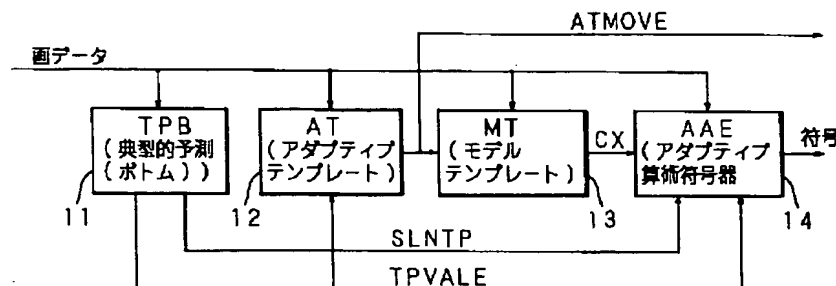 ATMOVE
画データ
TPB
(典型的予測
(ボトム))
11
AT
(アダプティブ
テンプレート)
12
MT
(モデル
テンプレート)
13
CX
AAE
(アダプティブ
算術符号器
14
符号
SLNTP
TPVALE